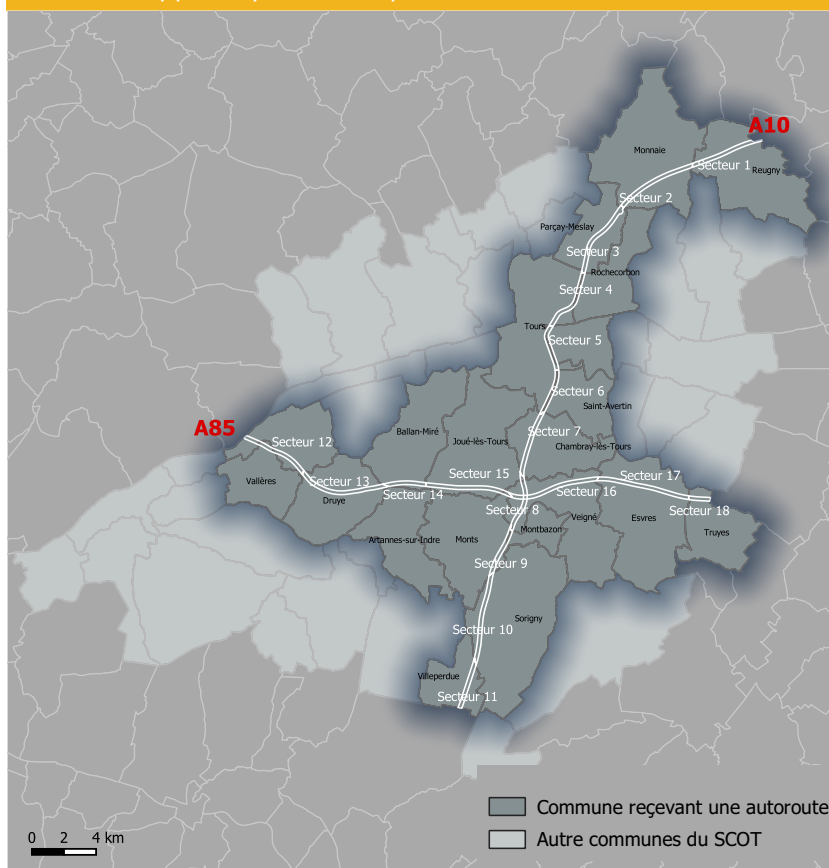 A10
Monnaie
Secteur 1
Reugny
Secteur 2
Parçay-Meslay
Secteur 3
Rochecorbon
Secteur 4
Tours
Secteur 5
Secteur 6
Saint-Avertin
A85
Secteur 7
Ballan-Miré
Secteur 12
Joué-lès-Tours
Chambray-lès-Tours
Secteur 15
Secteur 17
Vallères
Secteur 13
Secteur 14
Secteur 16
Druye
Secteur 8
Secteur 18
Veigné
Esvres
Montbazon
Truyes
Artannes-sur-Indre
Monts
Secteur 9
Sorigny
Secteur 10
Villeperdue
Secteur 11
Commune reçevant une autoroute
0 2 4 km
Autre communes du SCOT